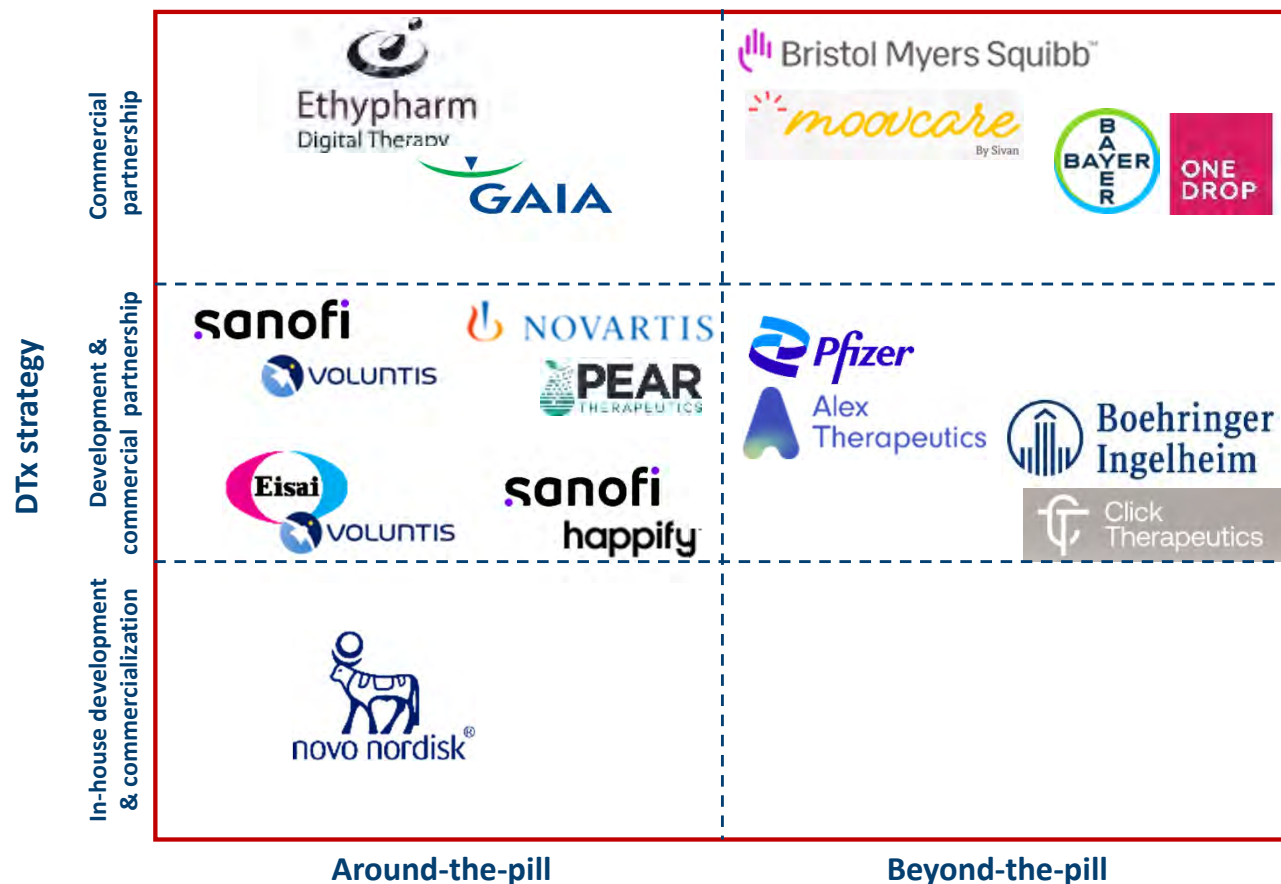 DTx strategy
Commercial
partnership
Ethypharm
Digital Therapy
GAIA
Bristol Myers Squibb™
moovcare
By Sivan
BAYER
BAYER
ONE
DROP
Development &
commercial partnership
sanofi
VOLUNTIS
NOVARTIS
PEAR
THERAPEUTICS
Eisai
VOLUNTIS
sanofi
happify
Pfizer
Alex
Therapeutics
Boehringer
Ingelheim
Click
Therapeutics
In-house development
& commercialization
novo nordisk®
Around-the-pill
Beyond-the-pill